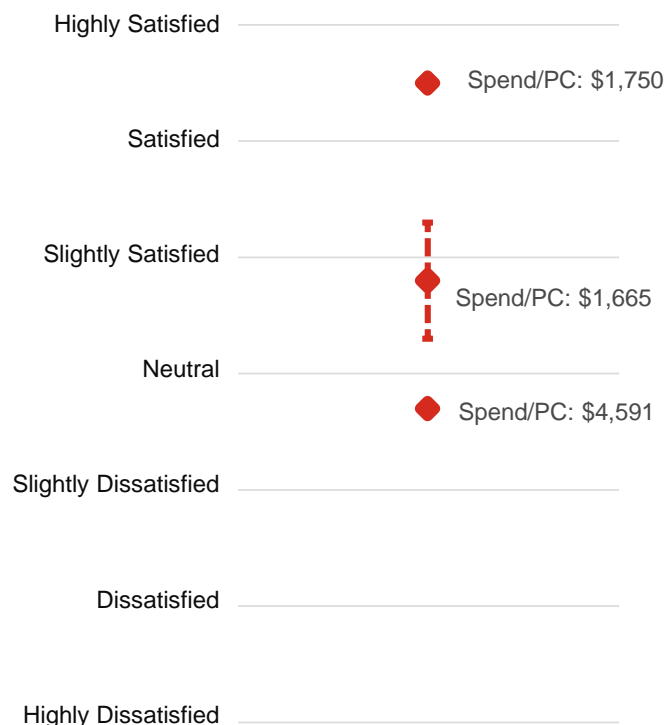 Highly Satisfied
Spend/PC: $1,750
Satisfied
Slightly Satisfied
Spend/PC: $1,665
Neutral
Spend/PC: $4,591
Slightly Dissatisfied
Dissatisfied
Highly Dissatisfied